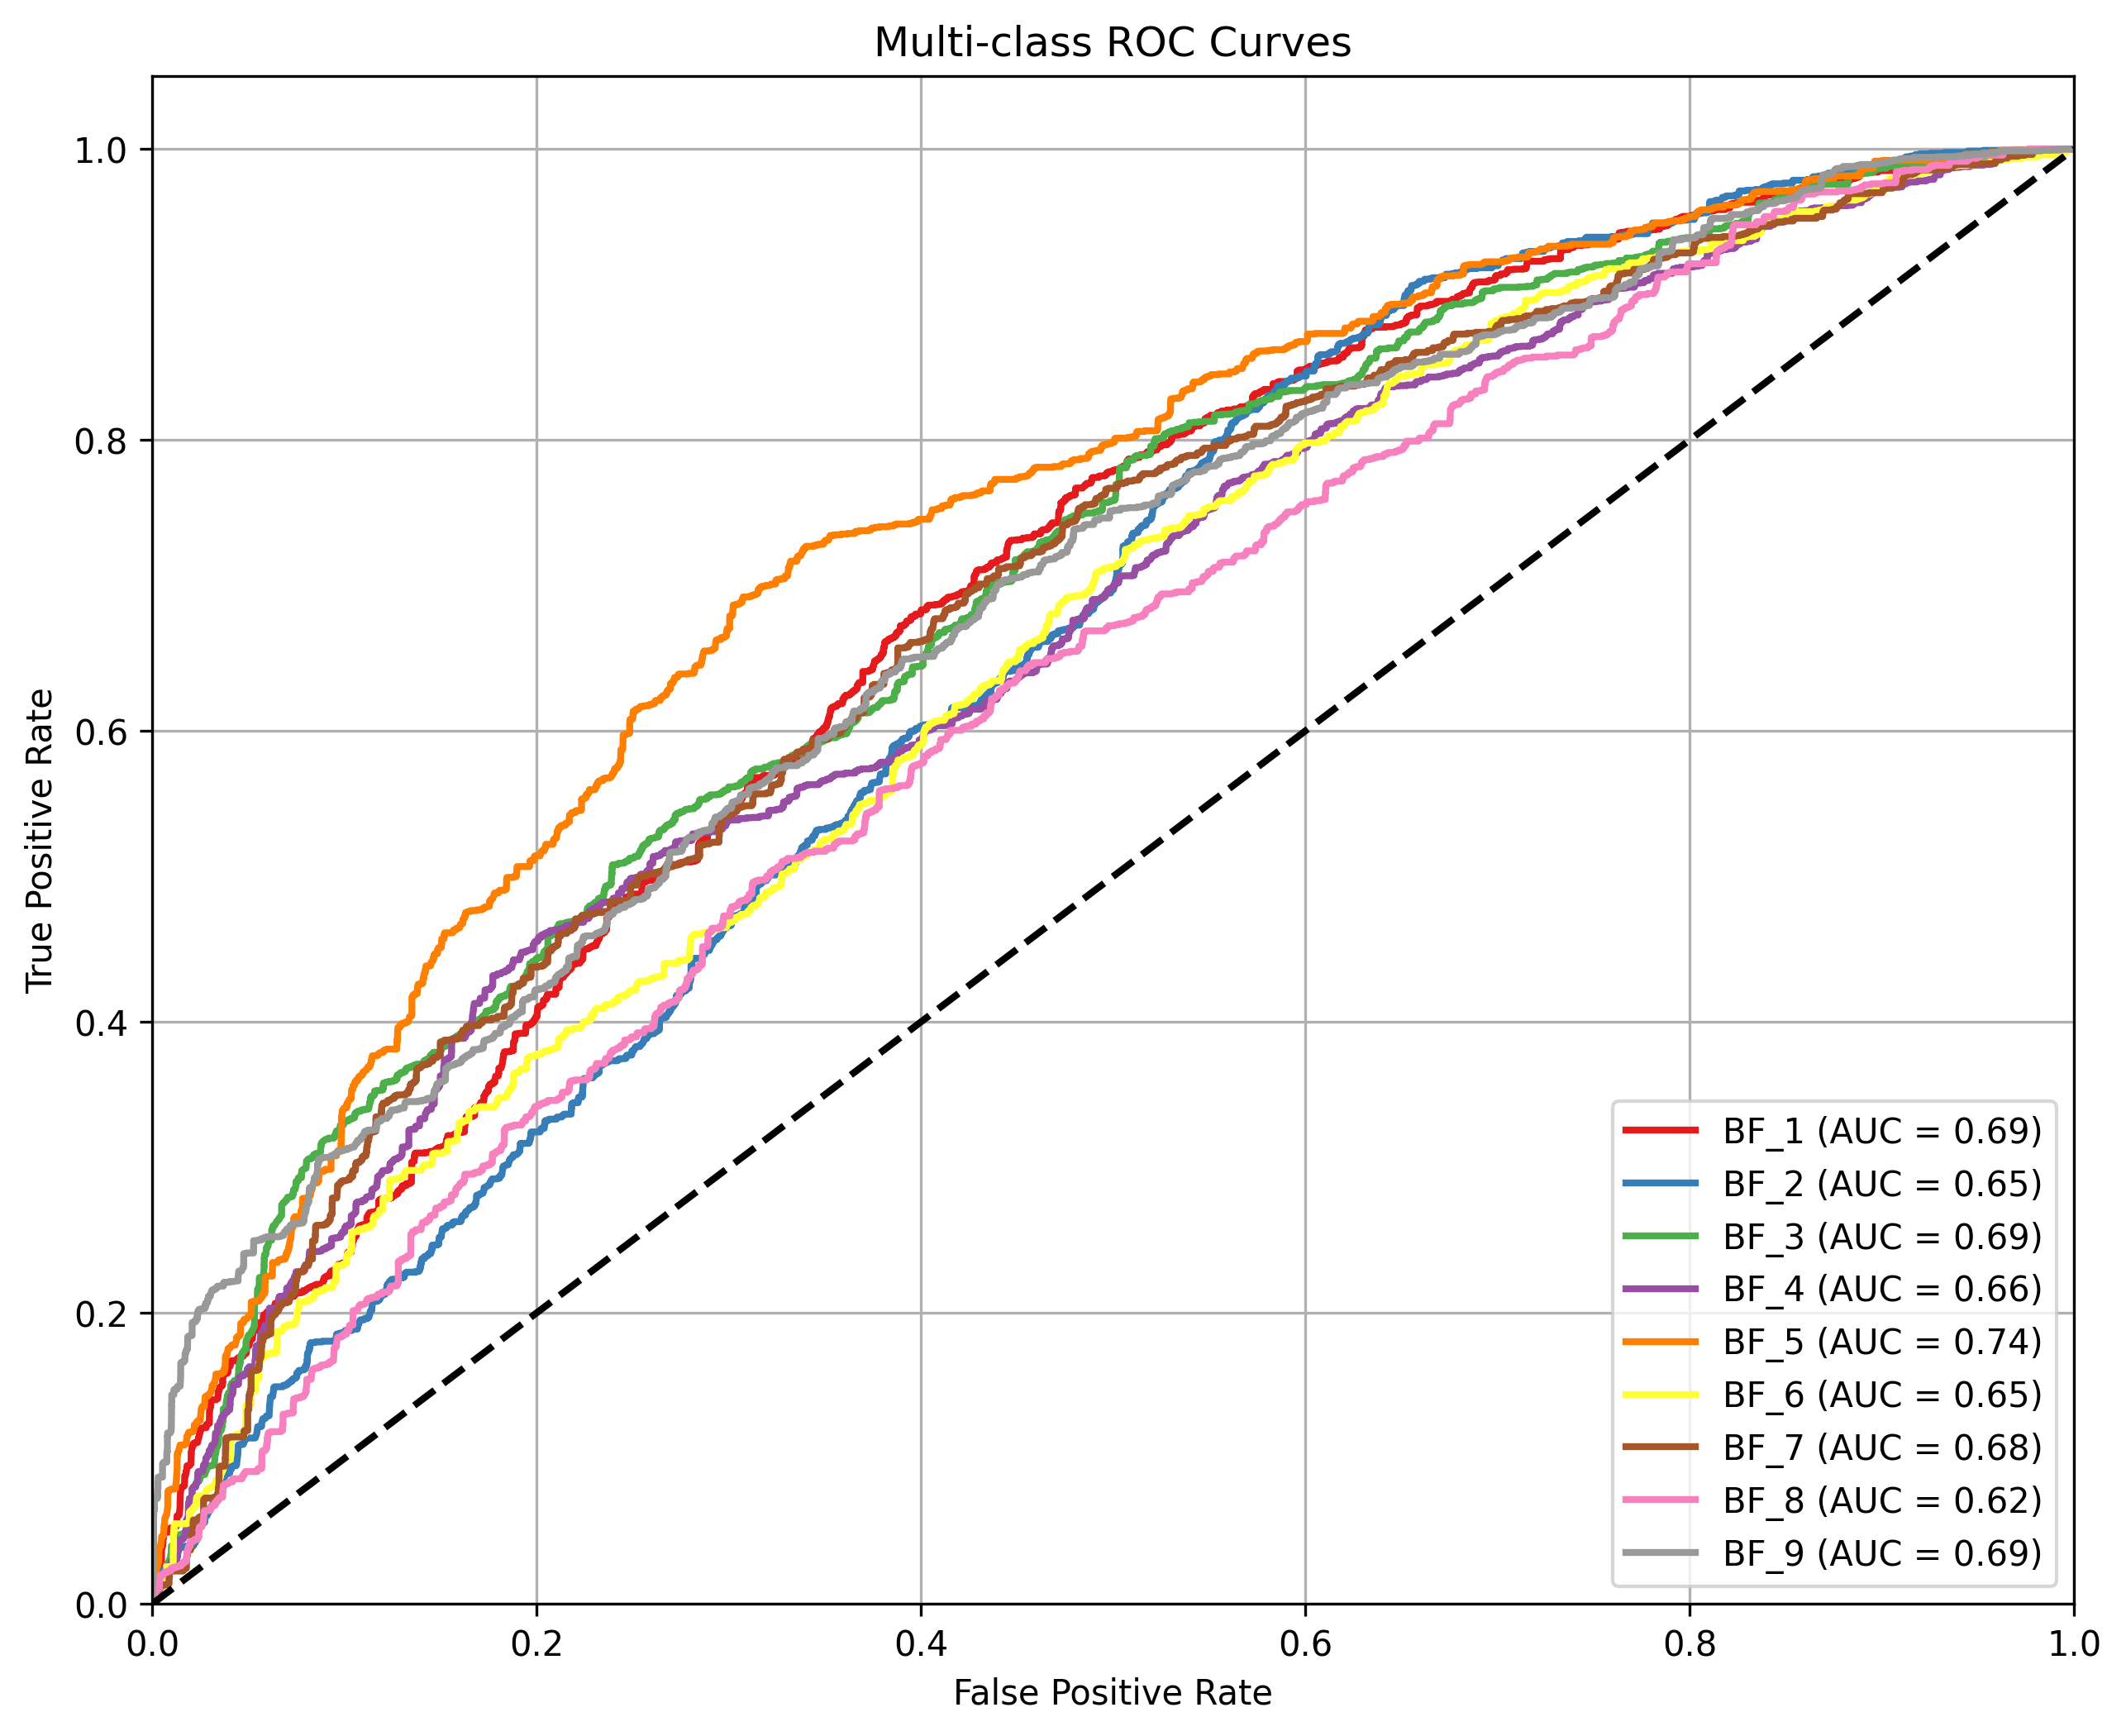 Multi-class ROC Curves
True Positive Rate
1.0
0.8
0.6
0.4
0.2
0.0
0.0 0.2 0.4 0.6 0.8 1.0
False Positive Rate
BF_1 (AUC = 0.69)
BF_2 (AUC = 0.65)
BF_3 (AUC = 0.69)
BF_4 (AUC = 0.66)
BF_5 (AUC = 0.74)
BF_6 (AUC = 0.65)
BF_7 (AUC = 0.68)
BF_8 (AUC = 0.62)
BF_9 (AUC = 0.69)